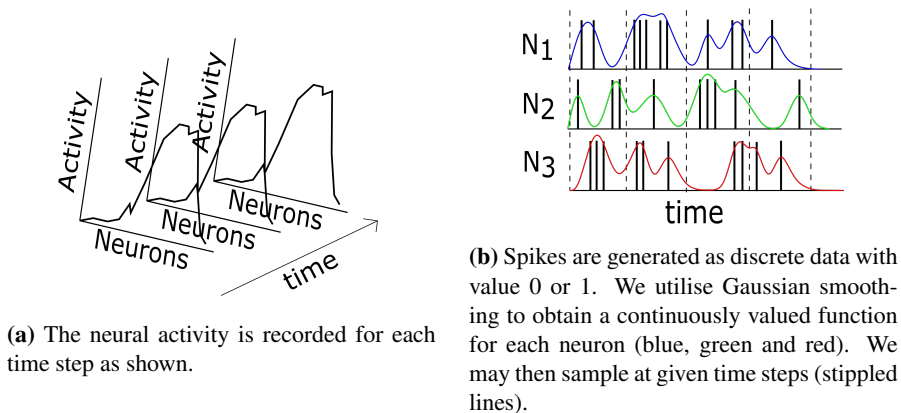 Activity
Activity
Activity
Neurons
Neurons
Neurons
time
(a) The neural activity is recorded for each
time step as shown.
N1
N2
N3
time
(b) Spikes are generated as discrete data with
value 0 or 1. We utilise Gaussian smooth-
ing to obtain a continuously valued function
for each neuron (blue, green and red). We
may then sample at given time steps (stippled
lines).